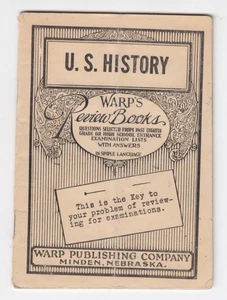 U. S. HISTORY
WARP'S
Review Books
QUESTIONS SELECTED FROM PAST EIGHTH
GRADE OR HIGH SCHOOL ENTRANCE
EXAMINATION LISTS
WITH ANSWERS
IN SIMPLE LANGUAGE
This is the Key to
your problem of review-
ing for examinations.
WARP PUBLISHING COMPANY
MINDEN, NEBRASKA.